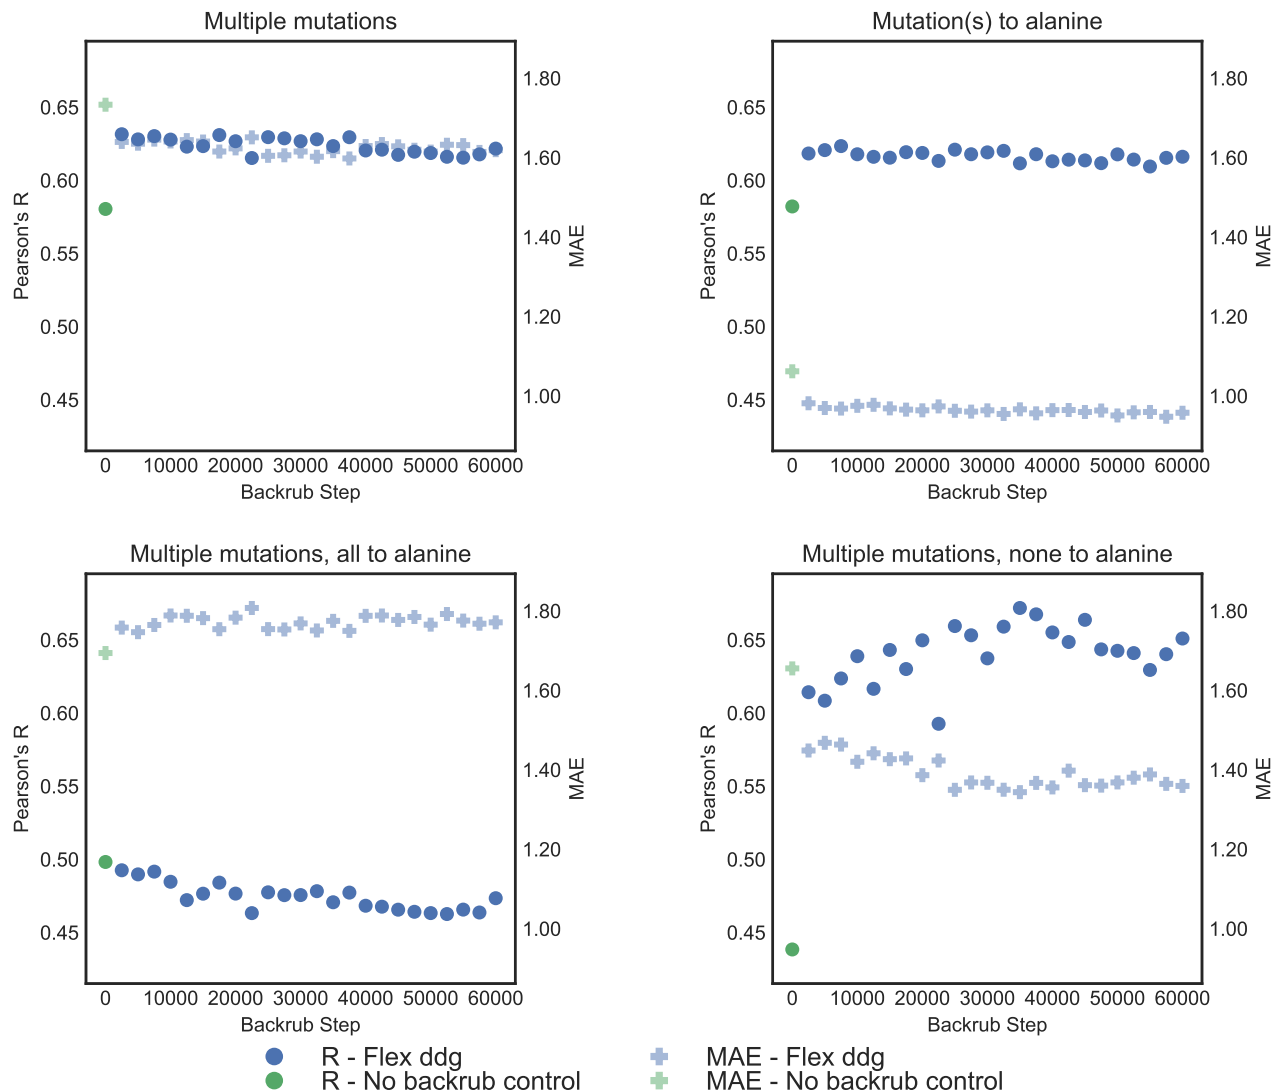 Multiple mutations
Mutation(s) to alanine
0.65
0.60
0.55
0.50
0.45
Pearson's R
1.80
1.60
1.40
1.20
1.00
MAE
0 10000 20000 30000 40000 50000 60000
Backrub Step
0.65
0.60
0.55
0.50
0.45
Pearson's R
1.80
1.60
1.40
1.20
1.00
MAE
0 10000 20000 30000 40000 50000 60000
Backrub Step
Multiple mutations, all to alanine
Multiple mutations, none to alanine
0.65
0.60
0.55
0.50
0.45
Pearson's R
1.80
1.60
1.40
1.20
1.00
MAE
0 10000 20000 30000 40000 50000 60000
Backrub Step
0.65
0.60
0.55
0.50
0.45
Pearson's R
1.80
1.60
1.40
1.20
1.00
MAE
0 10000 20000 30000 40000 50000 60000
Backrub Step
R - Flex ddg
R - No backrub control
MAE - Flex ddg
MAE - No backrub control